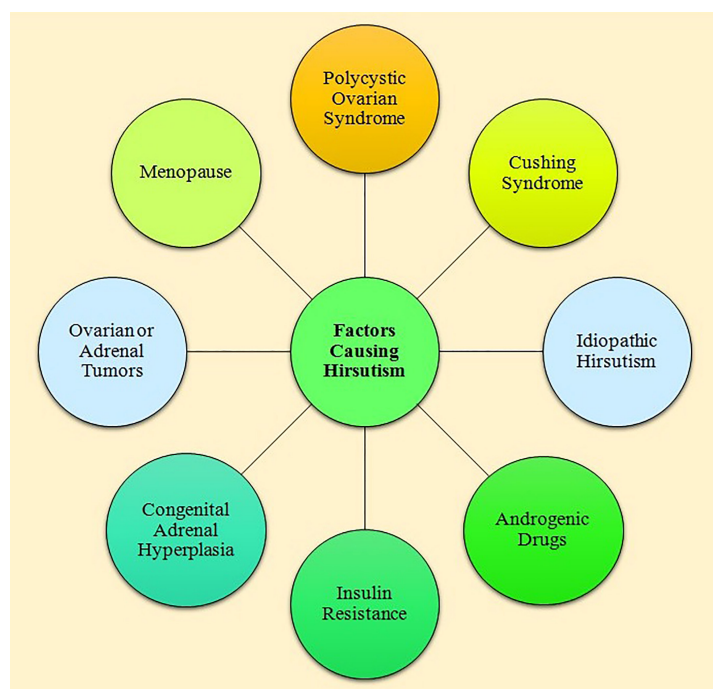 Polycystic
Ovarian
Syndrome
Cushing
Syndrome
Idiopathic
Hirsutism
Androgenic
Drugs
Insulin
Resistance
Congenital
Adrenal
Hyperplasia
Ovarian or
Adrenal
Tumors
Menopause
Factors
Causing
Hirsutism